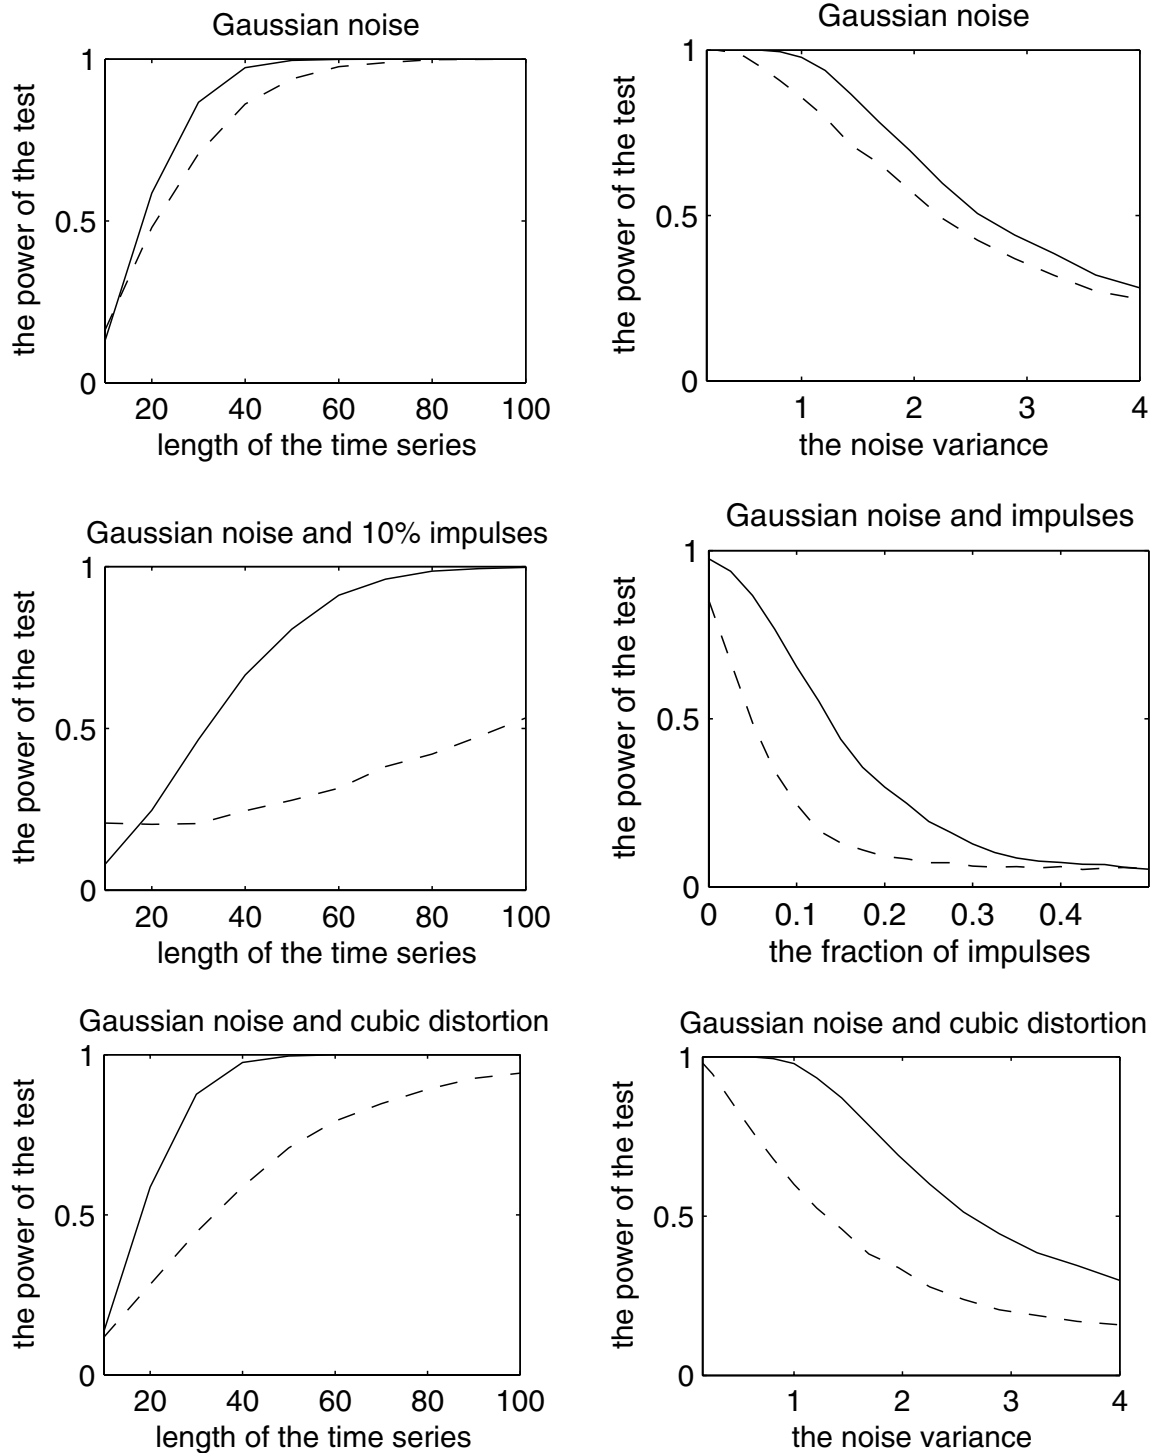 Gaussian noise
the power of the test
1
0.5
0
20 40 60 80 100
length of the time series
Gaussian noise
the power of the test
1
0.5
0
1 2 3 4
the noise variance
Gaussian noise and 10% impulses
the power of the test
1
0.5
0
20 40 60 80 100
length of the time series
Gaussian noise and impulses
the power of the test
1
0.5
0
0 0.1 0.2 0.3 0.4
the fraction of impulses
Gaussian noise and cubic distortion
the power of the test
1
0.5
0
20 40 60 80 100
length of the time series
Gaussian noise and cubic distortion
the power of the test
1
0.5
0
1 2 3 4
the noise variance